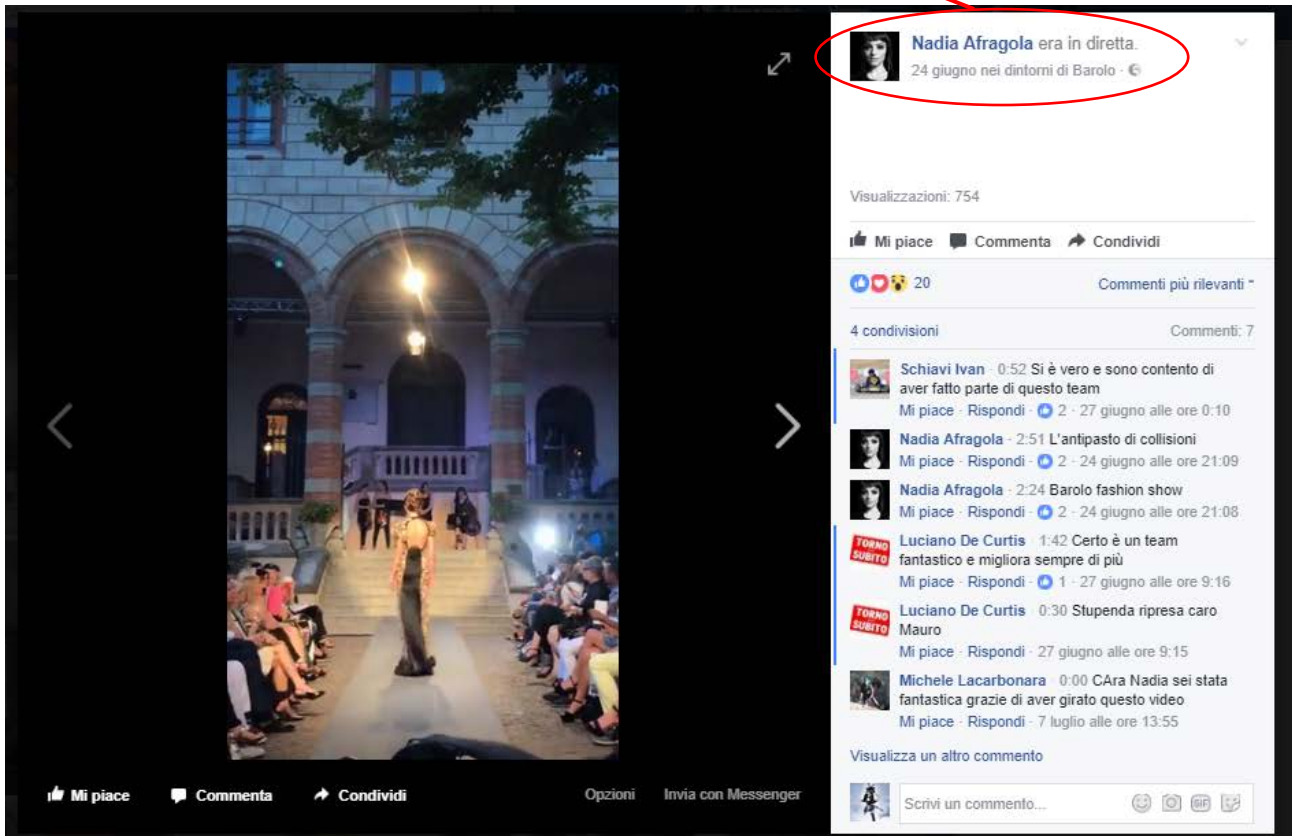 Nadia Afragola era in diretta.
24 giugno nei dintorni di Barolo ·
Visualizzazioni: 754
Mi piace Commenta Condividi
20 Commenti più rilevanti
4 condivisioni Commenti: 7
Schiavi Ivan · 0:52 Si è vero e sono contento di
aver fatto parte di questo team
Mi piace · Rispondi · 2 · 27 giugno alle ore 0:10
Nadia Afragola · 2:51 L'antipasto di collisioni
Mi piace · Rispondi · 2 · 24 giugno alle ore 21:09
Nadia Afragola · 2:24 Barolo fashion show
Mi piace · Rispondi · 2 · 24 giugno alle ore 21:08
TORNO
SUBITO
Luciano De Curtis · 1:42 Certo è un team
fantastico e migliora sempre di più
Mi piace · Rispondi · 1 · 27 giugno alle ore 9:16
TORNO
SUBITO
Luciano De Curtis · 0:30 Stupenda ripresa caro
Mauro
Mi piace · Rispondi · 27 giugno alle ore 9:15
Michele Lacarbonara · 0:00 CAra Nadia sei stata
fantastica grazie di aver girato questo video
Mi piace · Rispondi · 7 luglio alle ore 13:55
Visualizza un altro commento
Scrivi un commento... GIF
Mi piace Commenta Condividi Opzioni Invia con Messenger